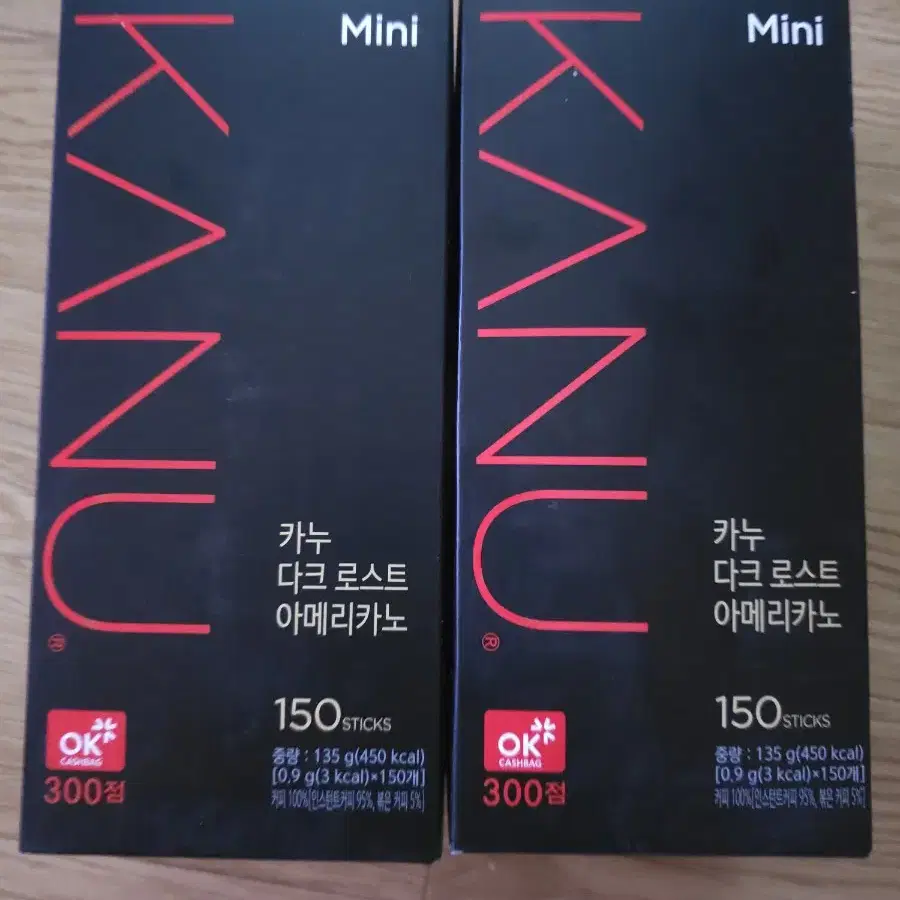 Mini
KANU®
카누
다크 로스트
아메리카노
150 STICKS
OK
CASHBAG
300점
중량 : 135 g(450 kcal)
[0.9 g(3 kcal)×150개]
커피 100%[인스턴트커피 95%, 볶은 커피 5%]
Mini
KANU®
카누
다크 로스트
아메리카노
150 STICKS
OK
CASHBAG
300점
중량 : 135 g(450 kcal)
[0.9 g(3 kcal)×150개]
커피 100%[인스턴트커피 95%, 볶은 커피 5%]